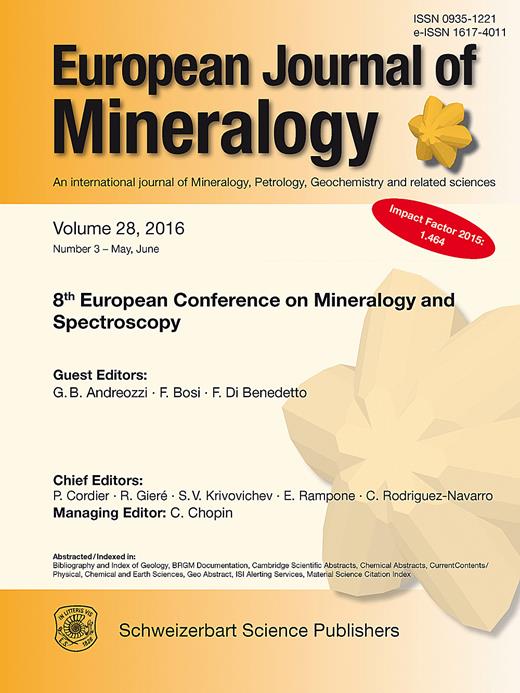 ISSN 0935-1221
e-ISSN 1617-4011
European Journal of
Mineralogy
An international journal of Mineralogy, Petrology, Geochemistry and related sciences
Impact Factor 2015:
1.464
Volume 28, 2016
Number 3 – May, June
8th European Conference on Mineralogy and
Spectroscopy
Guest Editors:
G. B. Andreozzi · F. Bosi · F. Di Benedetto
Chief Editors:
P. Cordier · R. Gieré · S. V. Krivovichev · E. Rampone · C. Rodriguez-Navarro
Managing Editor: C. Chopin
Abstracted/Indexed in:
Bibliography and Index of Geology, BRGM Documentation, Cambridge Scientific Abstracts, Chemical Abstracts, CurrentContents/
Physical, Chemical and Earth Sciences, Geo Abstract, ISI Alerting Services, Material Science Citation Index
IN LITTERIS VIS
E.S. 1826
Schweizerbart Science Publishers